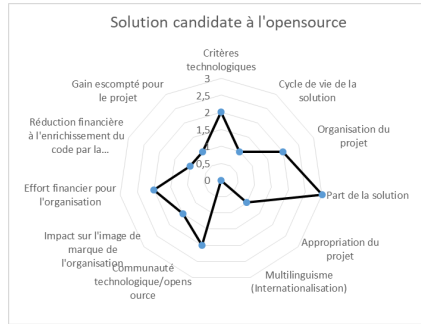 Solution candidate à l'opensource
Critères
technologiques
Cycle de vie de la
solution
Organisation du
projet
Part de la solution
Appropriation du
projet
Multilinguisme
(Internationalisation)
Communauté
technologique/opens
ource
Impact sur l'image de
marque de
l'organisation
Effort financier pour
l'organisation
Réduction financière
à l'enrichissement du
code par la…
Gain escompté pour
le projet
3
2,5
2
1,5
1
0,5
0